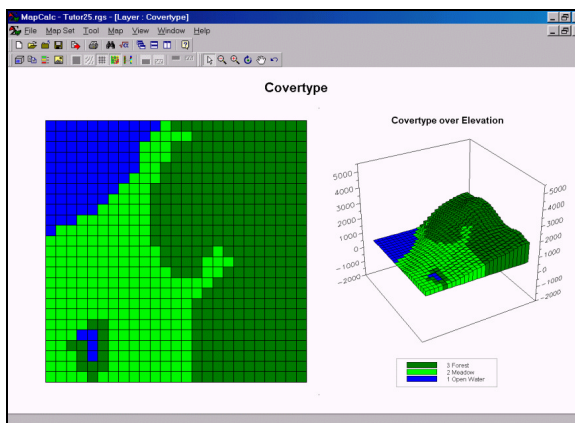 MapCalc - Tutor25.rgs - [Layer : Covertype]
File Map Set Tool Map View Window Help
Covertype
Covertype over Elevation
5000
4000
3000
2000
1000
0
-1000
-2000
5000
4000
3000
2000
1000
0
-1000
-2000
3 Forest
2 Meadow
1 Open Water